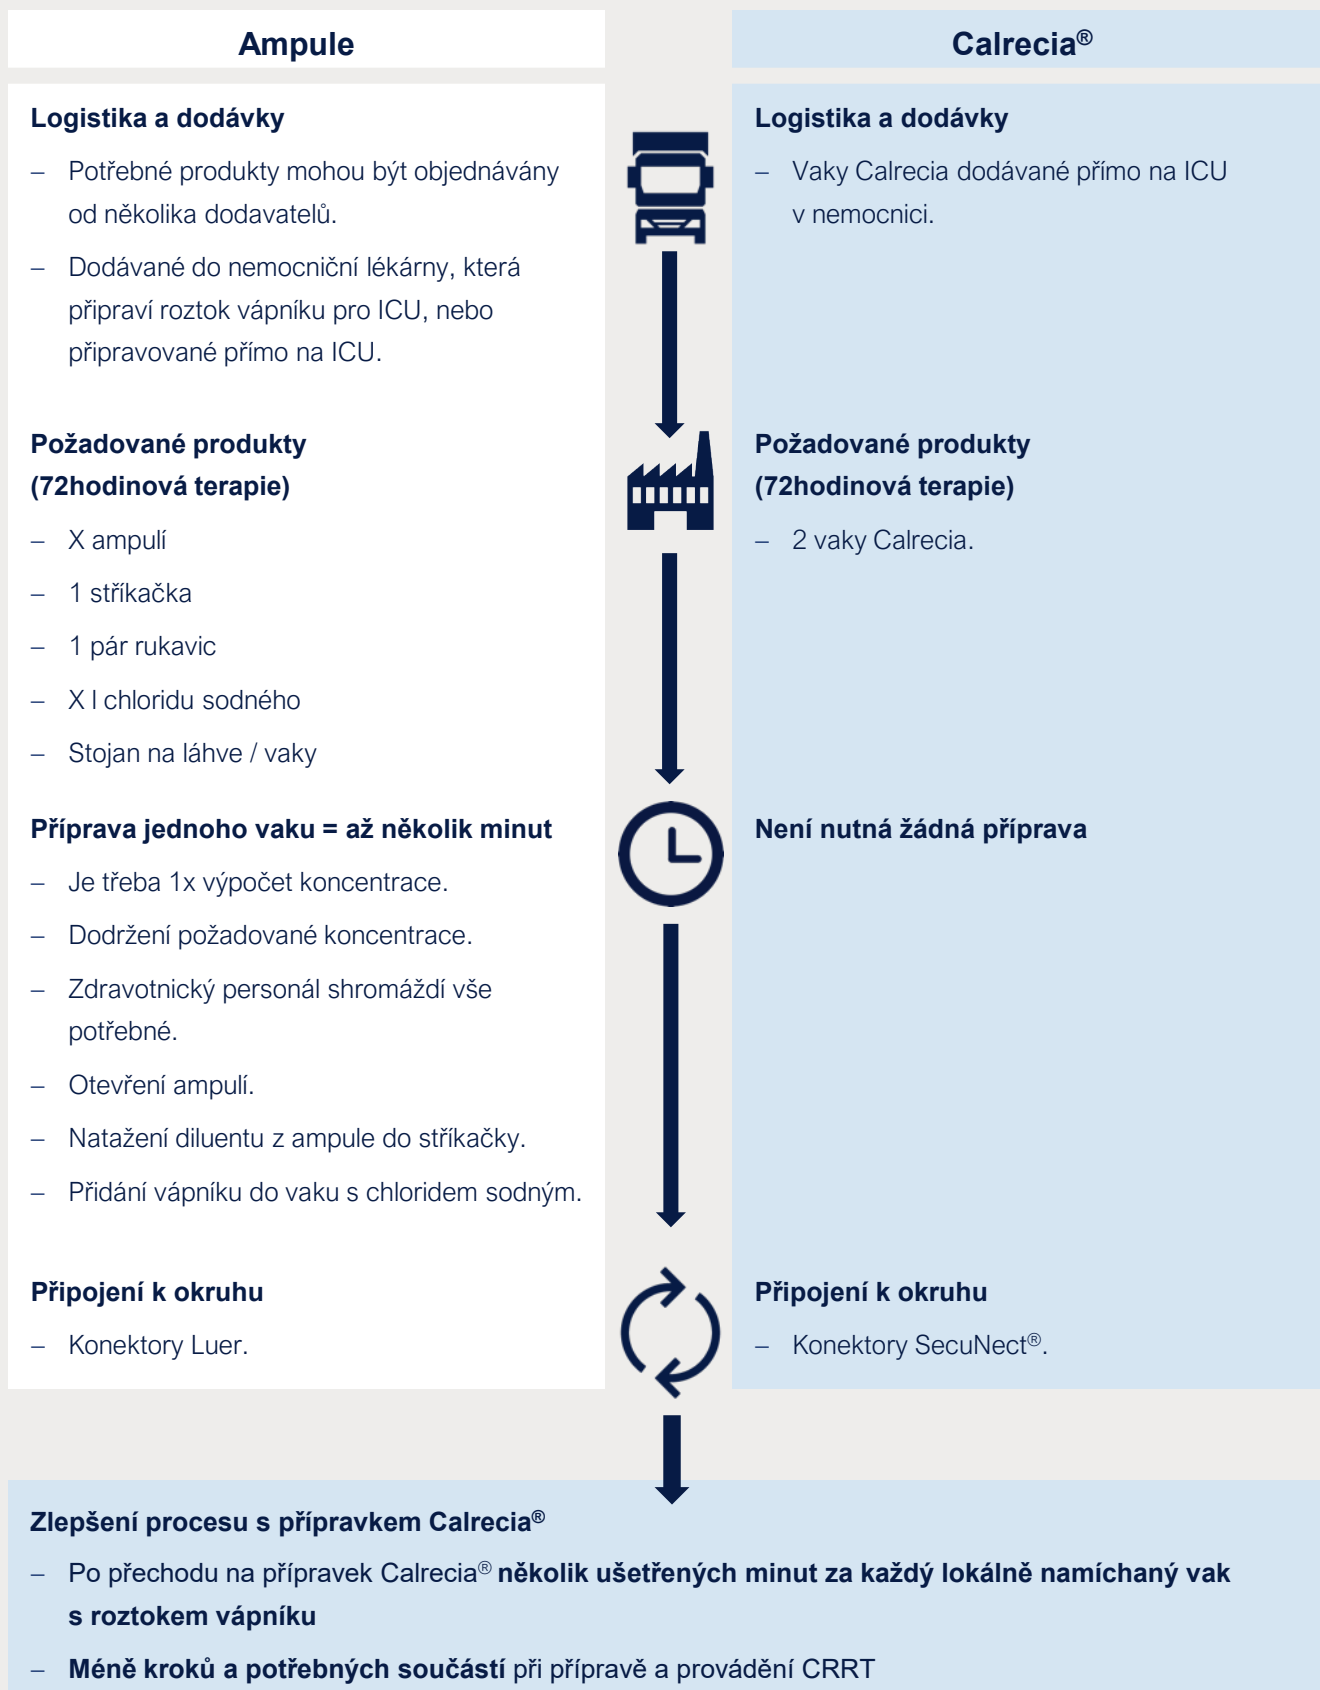 Ampule
Logistika a dodávky
– Potřebné produkty mohou být objednávány
od několika dodavatelů.
– Dodávané do nemocniční lékárny, která
připraví roztok vápníku pro ICU, nebo
připravované přímo na ICU.
Požadované produkty
(72hodinová terapie)
– X ampulí
– 1 stříkačka
– 1 pár rukavic
– X l chloridu sodného
– Stojan na láhve / vaky
Příprava jednoho vaku = až několik minut
– Je třeba 1x výpočet koncentrace.
– Dodržení požadované koncentrace.
– Zdravotnický personál shromáždí vše
potřebné.
– Otevření ampulí.
– Natažení diluentu z ampule do stříkačky.
– Přidání vápníku do vaku s chloridem sodným.
Připojení k okruhu
– Konektory Luer.
Calrecia®
Logistika a dodávky
– Vaky Calrecia dodávané přímo na ICU
v nemocnici.
Požadované produkty
(72hodinová terapie)
– 2 vaky Calrecia.
Není nutná žádná příprava
Připojení k okruhu
– Konektory SecuNect®.
Zlepšení procesu s přípravkem Calrecia®
– Po přechodu na přípravek Calrecia® několik ušetřených minut za každý lokálně namíchaný vak
s roztokem vápníku
– Méně kroků a potřebných součástí při přípravě a provádění CRRT